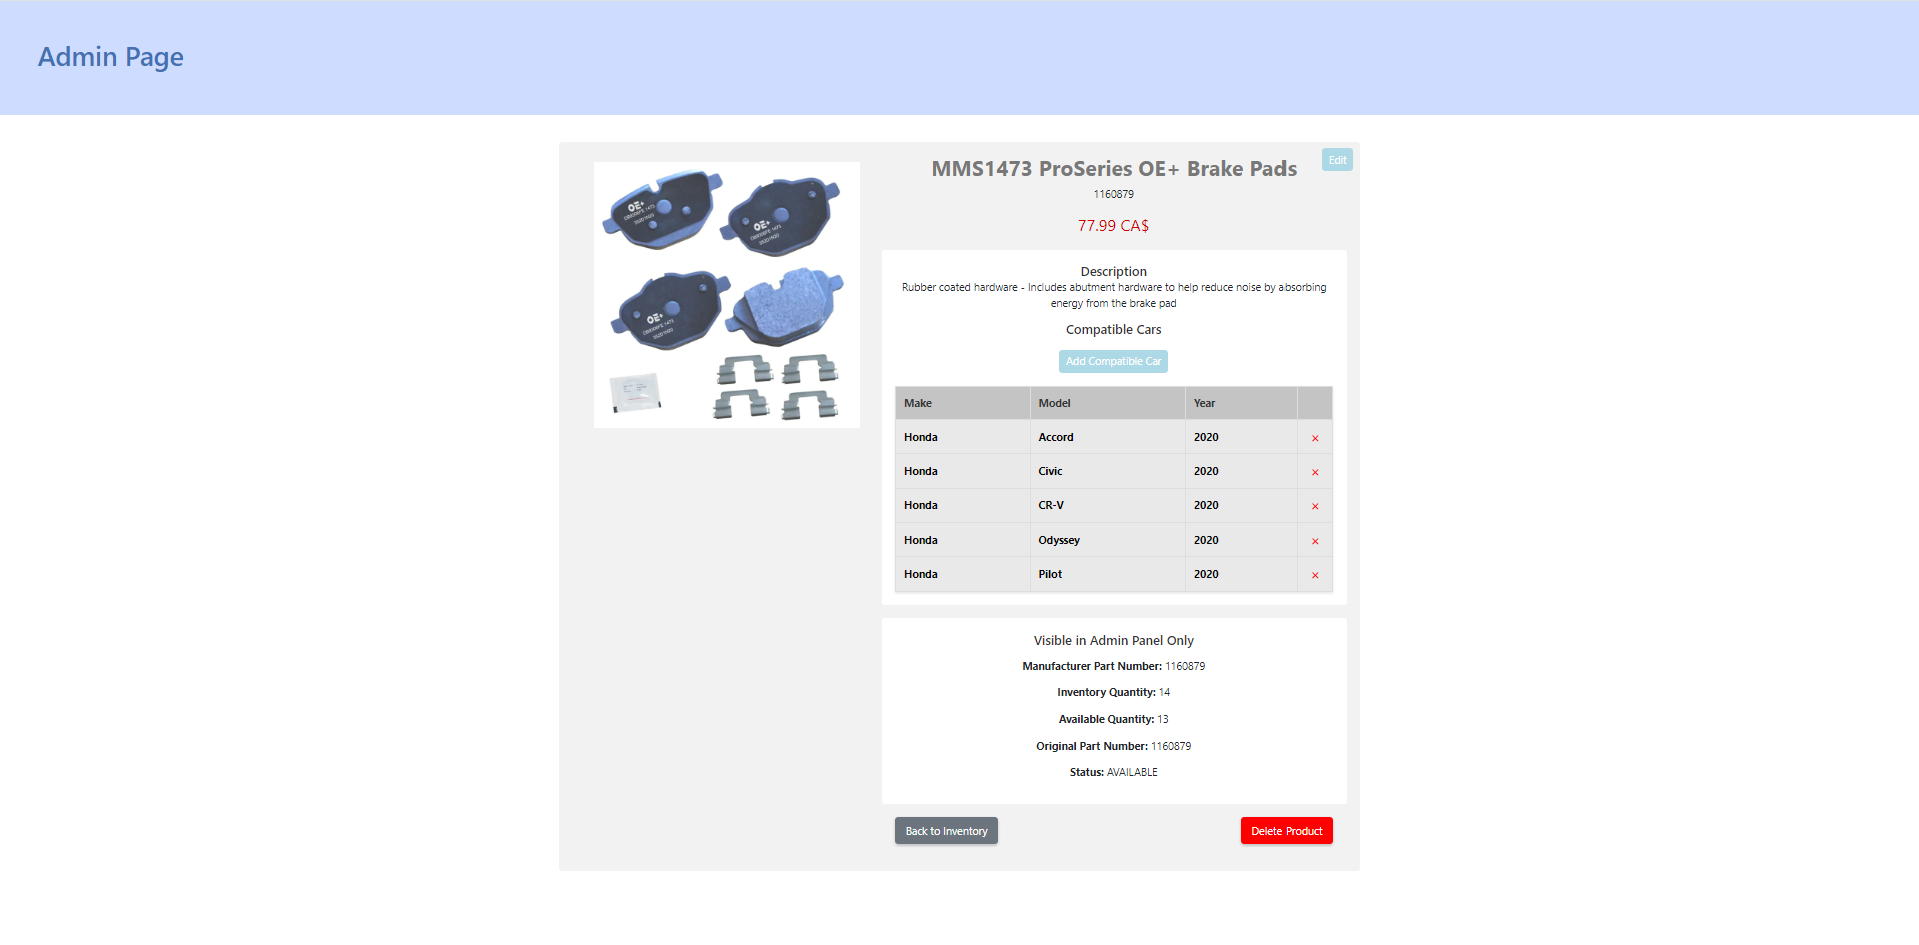 Admin Page
MMS1473 ProSeries OE+ Brake Pads
Edit
1160879
77.99 CA$
OE+
OE+
OE+
Description
Rubber coated hardware - Includes abutment hardware to help reduce noise by absorbing
energy from the brake pad
Compatible Cars
Add Compatible Car
Make Model Year
Honda Accord 2020 ×
Honda Civic 2020 ×
Honda CR-V 2020 ×
Honda Odyssey 2020 ×
Honda Pilot 2020 ×
Visible in Admin Panel Only
Manufacturer Part Number: 1160879
Inventory Quantity: 14
Available Quantity: 13
Original Part Number: 1160879
Status: AVAILABLE
Back to Inventory Delete Product